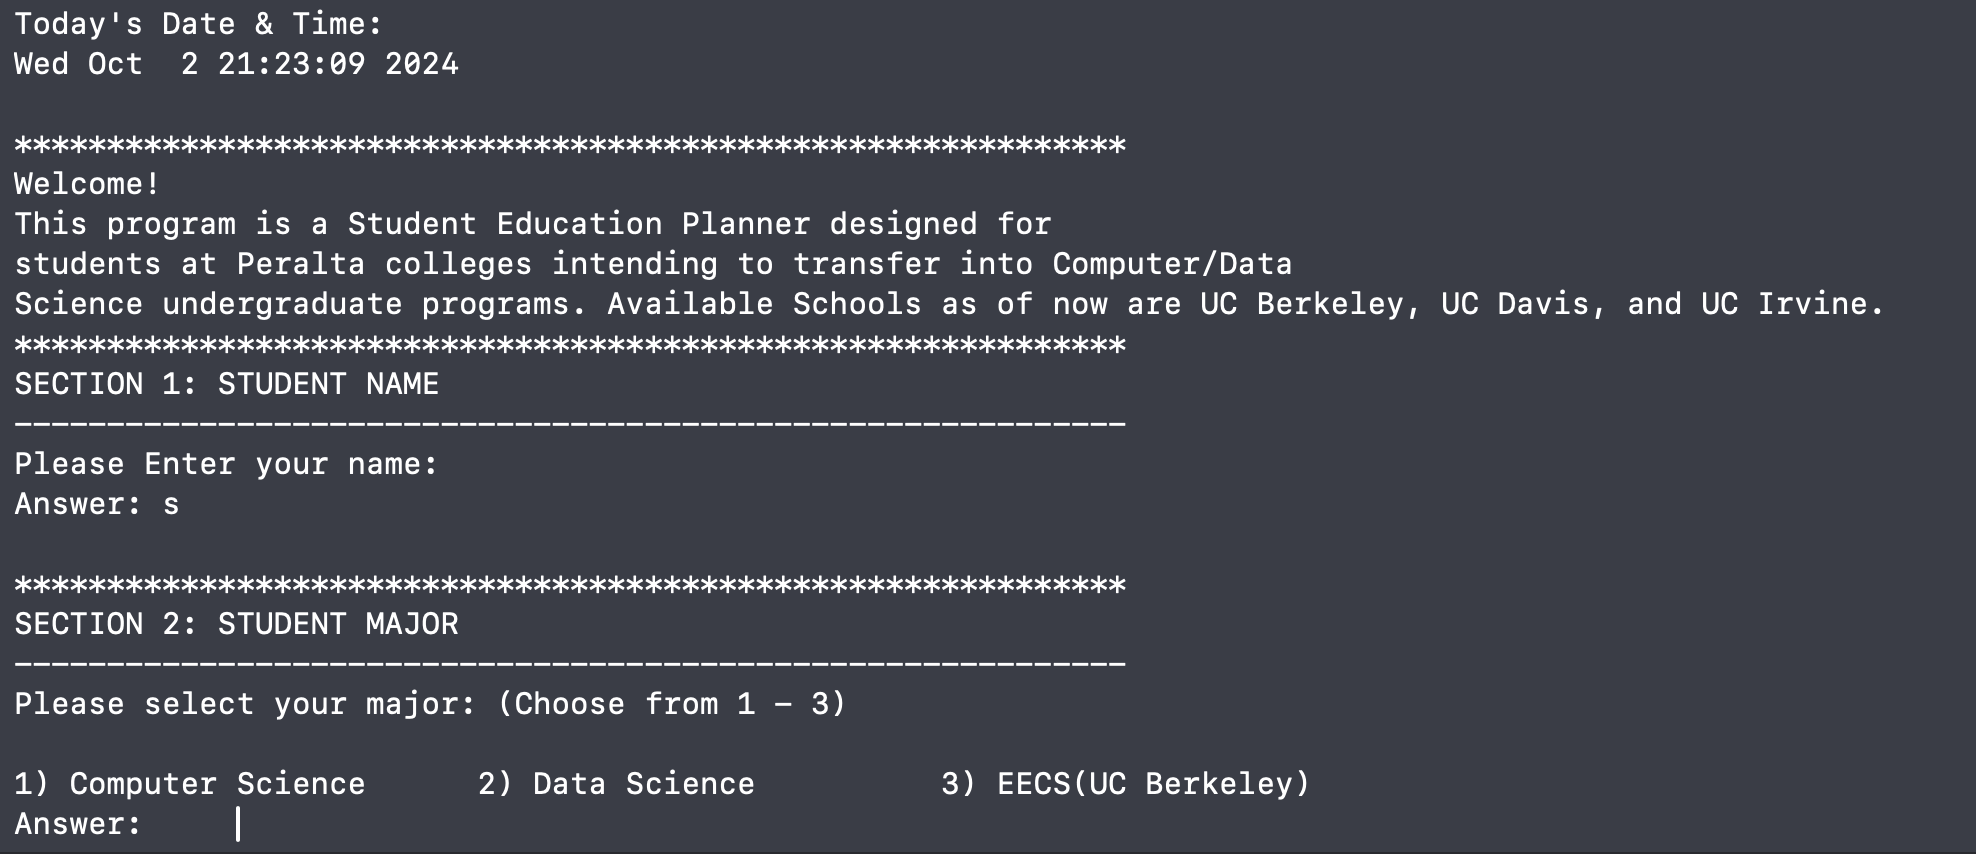 Today's Date & Time:
Wed Oct  2 21:23:09 2024
************************************************************
Welcome!
This program is a Student Education Planner designed for
students at Peralta colleges intending to transfer into Computer/Data
Science undergraduate programs. Available Schools as of now are UC Berkeley, UC Davis, and UC Irvine.
************************************************************
SECTION 1: STUDENT NAME
------------------------------------------------------------
Please Enter your name:
Answer: s
************************************************************
SECTION 2: STUDENT MAJOR
------------------------------------------------------------
Please select your major: (Choose from 1 - 3)
1) Computer Science      2) Data Science          3) EECS(UC Berkeley)
Answer: